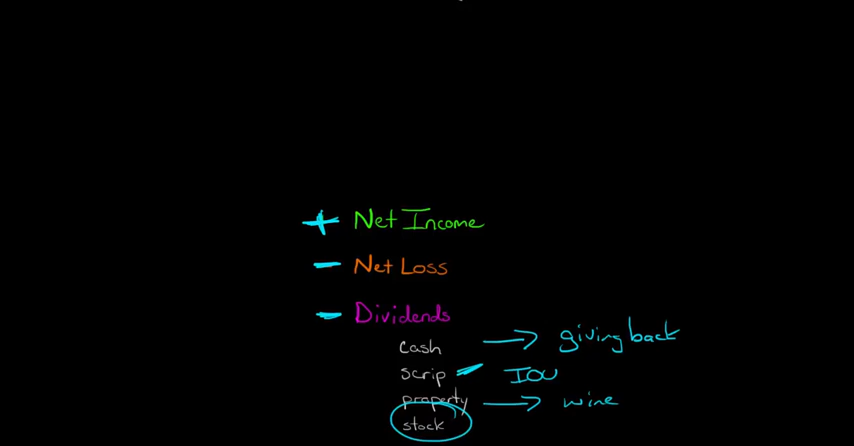 + Net Income
- Net Loss
- Dividends
cash → giving back
scrip - IOU
property → wine
stock